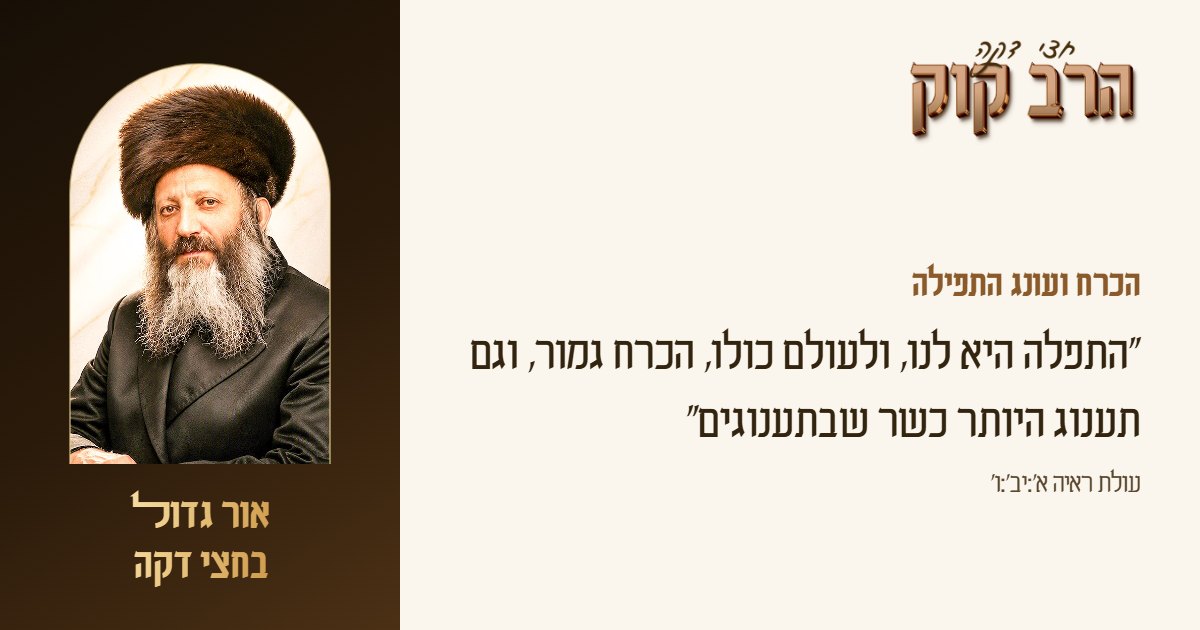 חצי דקה
הרב קוק
הכרח ועונג התפילה
"התפלה היא לנו, ולעולם כולו, הכרח גמור, וגם
תענוג היותר כשר שבתענוגים"
עולת ראיה א':יב':ו'
אור גדול
בחצי דקה